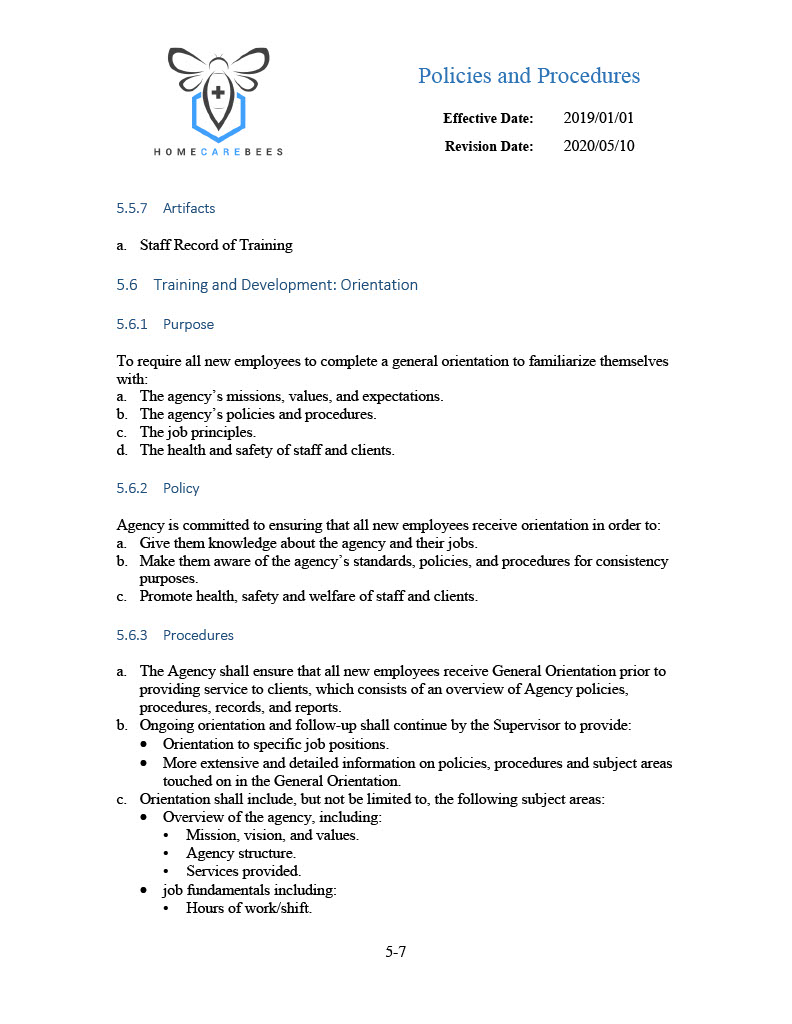 Policies and Procedures
Effective Date: 2019/01/01
Revision Date: 2020/05/10
HOMECAREBEES
5.5.7 Artifacts
a. Staff Record of Training
5.6 Training and Development: Orientation
5.6.1 Purpose
To require all new employees to complete a general orientation to familiarize themselves
with:
a. The agency’s missions, values, and expectations.
b. The agency’s policies and procedures.
c. The job principles.
d. The health and safety of staff and clients.
5.6.2 Policy
Agency is committed to ensuring that all new employees receive orientation in order to:
a. Give them knowledge about the agency and their jobs.
b. Make them aware of the agency’s standards, policies, and procedures for consistency
purposes.
c. Promote health, safety and welfare of staff and clients.
5.6.3 Procedures
a. The Agency shall ensure that all new employees receive General Orientation prior to
providing service to clients, which consists of an overview of Agency policies,
procedures, records, and reports.
b. Ongoing orientation and follow-up shall continue by the Supervisor to provide:
• Orientation to specific job positions.
• More extensive and detailed information on policies, procedures and subject areas
touched on in the General Orientation.
c. Orientation shall include, but not be limited to, the following subject areas:
• Overview of the agency, including:
• Mission, vision, and values.
• Agency structure.
• Services provided.
• job fundamentals including:
• Hours of work/shift.
5-7